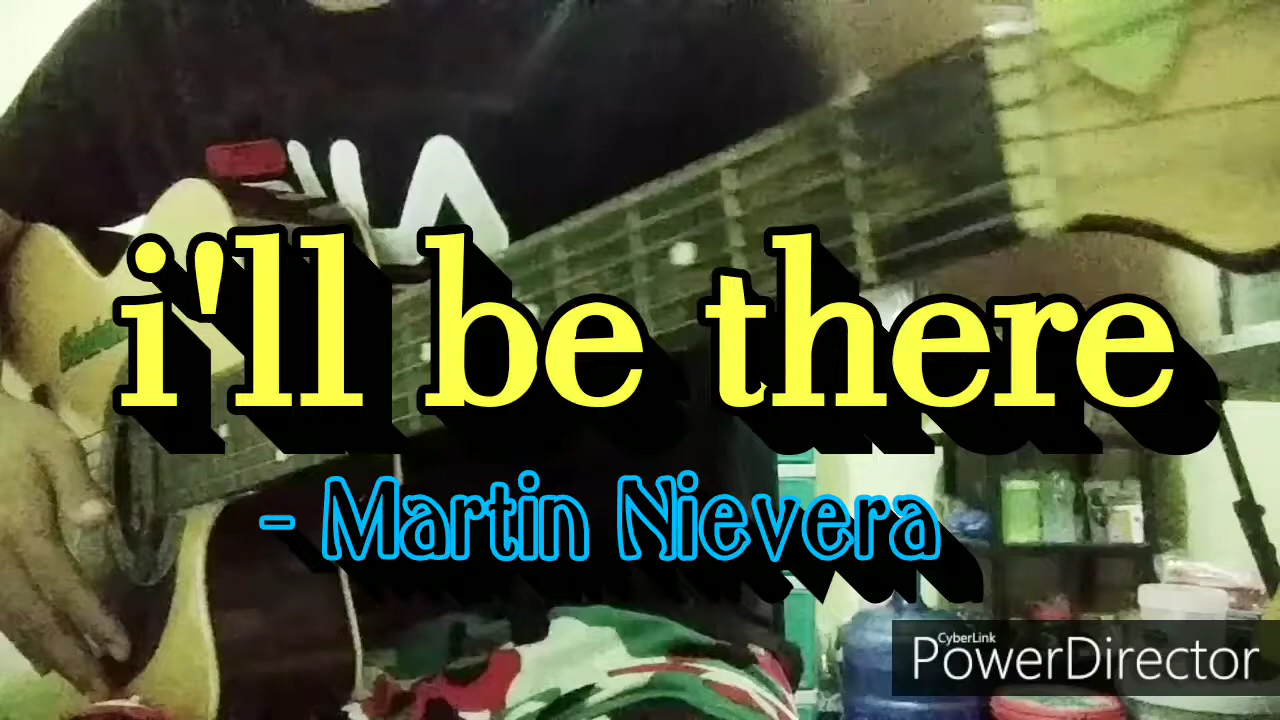 i'll be there
- Martin Nievera
CyberLink
PowerDirector